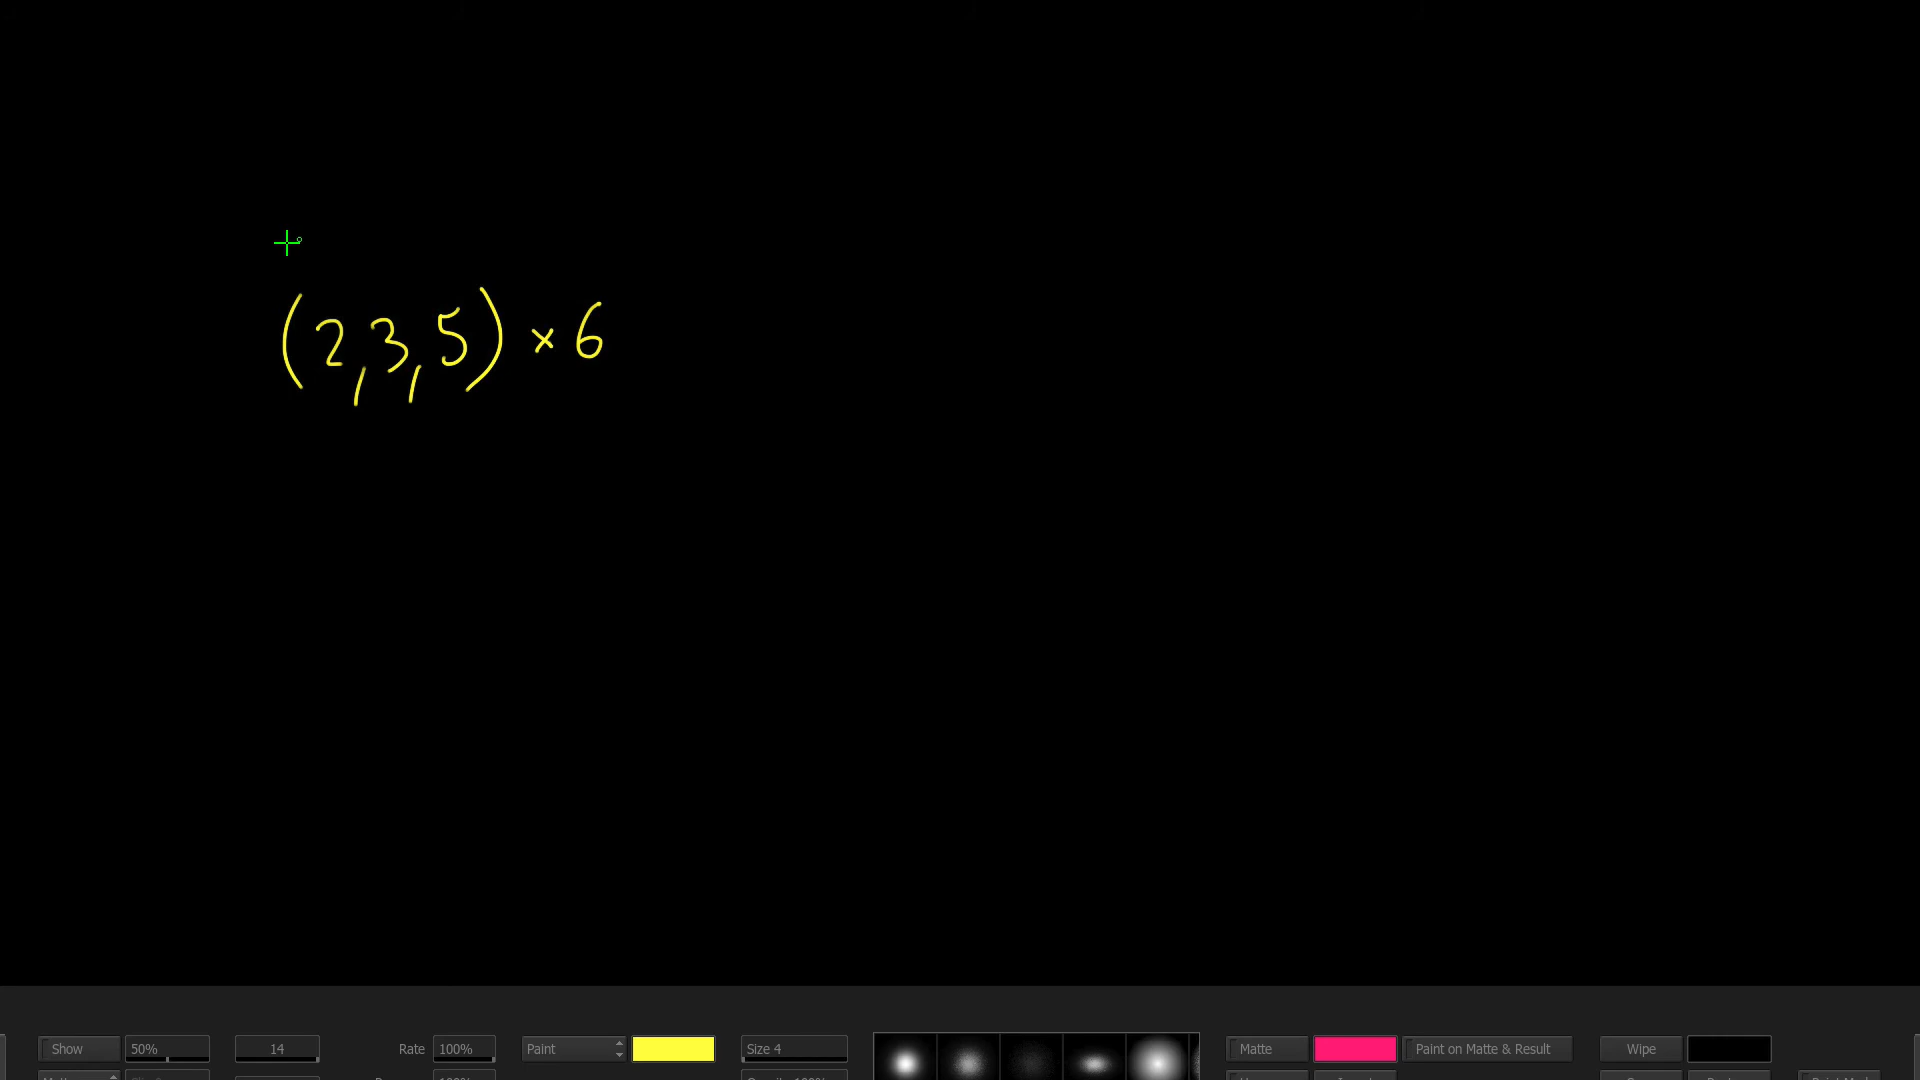 (2,3,5) × 6
Show 50% 14 Rate 100% Paint Size 4 Matte Paint on Matte & Result Wipe